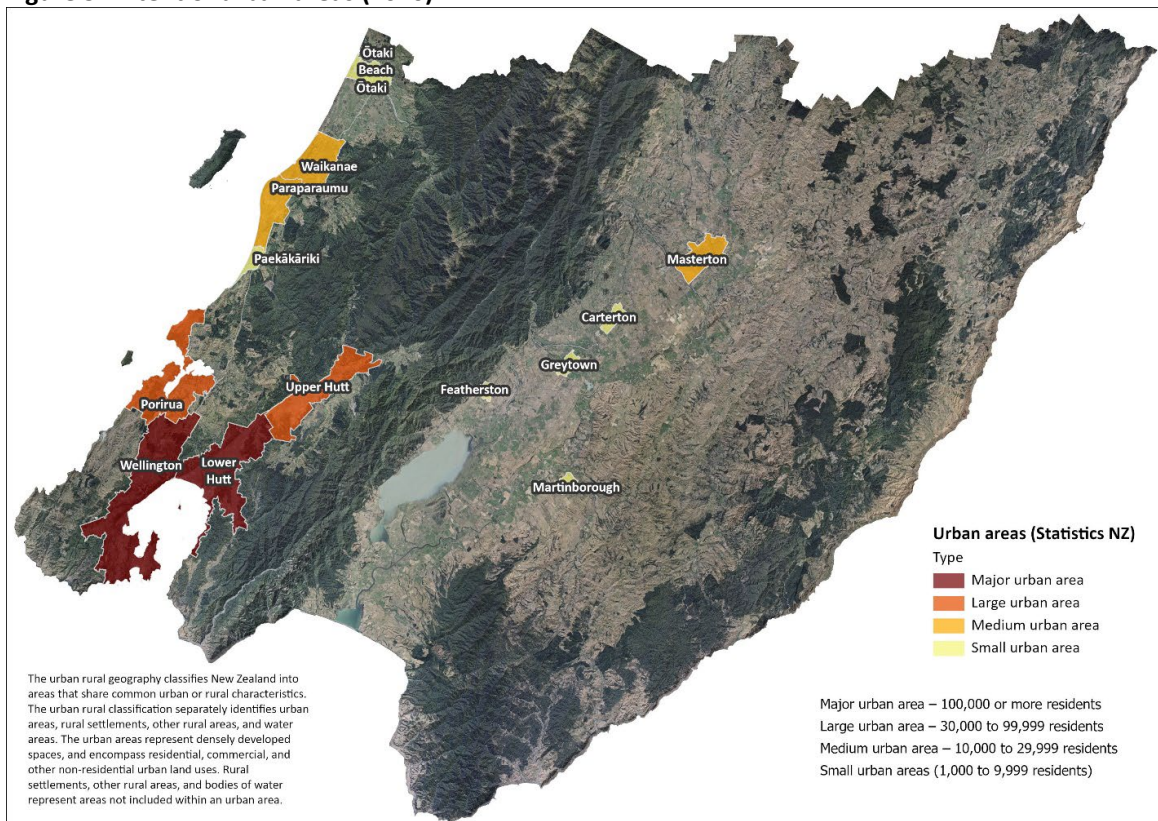 Ōtaki
Beach
Ōtaki
Waikanae
Paraparaumu
Paekākāriki
Masterton
Carterton
Greytown
Featherston
Upper Hutt
Porirua
Wellington
Lower
Hutt
Martinborough
Urban areas (Statistics NZ)
Type
Major urban area
Large urban area
Medium urban area
Small urban area
The urban rural geography classifies New Zealand into
areas that share common urban or rural characteristics.
The urban rural classification separately identifies urban
areas, rural settlements, other rural areas, and water
areas. The urban areas represent densely developed
spaces, and encompass residential, commercial, and
other non-residential urban land uses. Rural
settlements, other rural areas, and bodies of water
represent areas not included within an urban area.
Major urban area – 100,000 or more residents
Large urban area – 30,000 to 99,999 residents
Medium urban area – 10,000 to 29,999 residents
Small urban areas (1,000 to 9,999 residents)